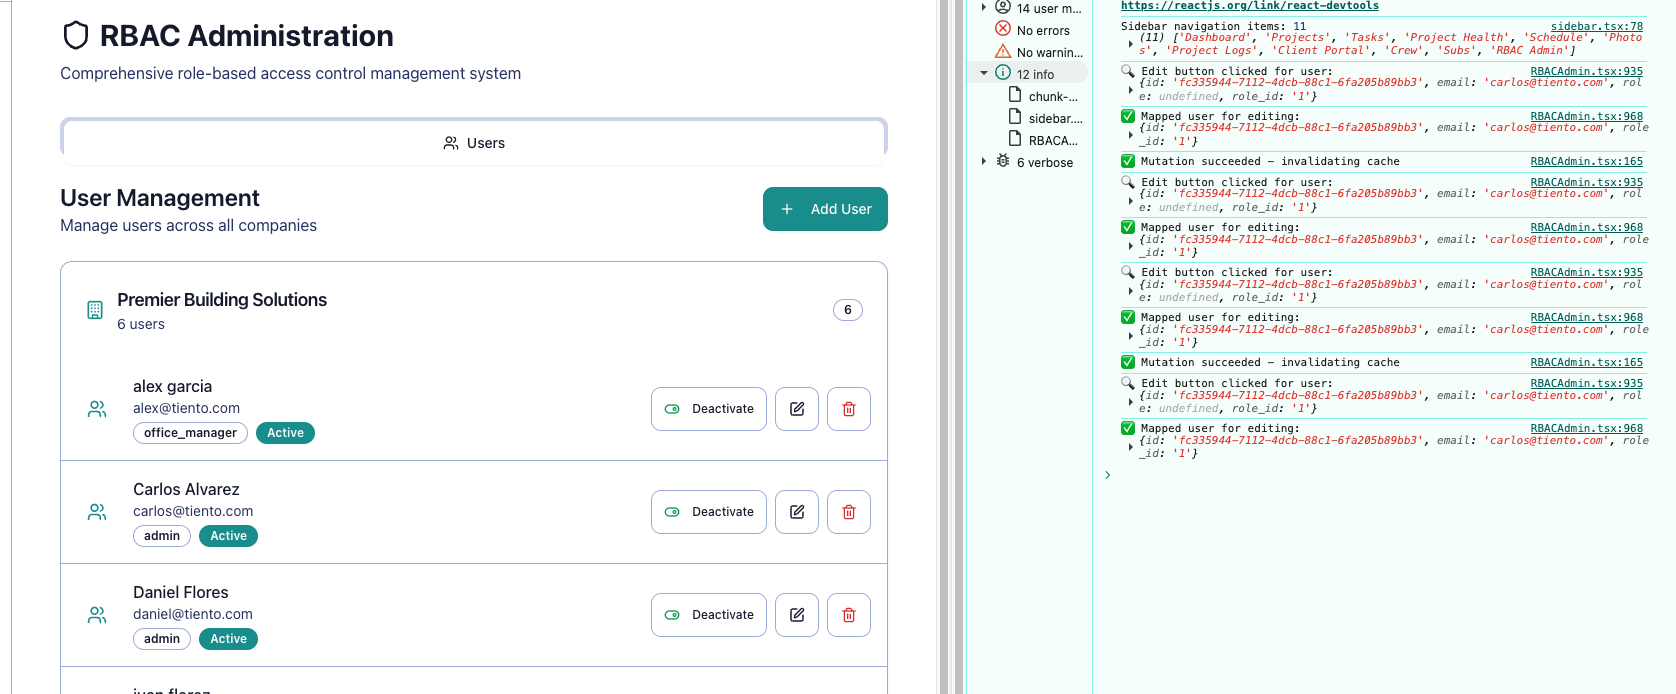 RBAC Administration
Comprehensive role-based access control management system
Users
User Management
Manage users across all companies
Add User
Premier Building Solutions
6 users
6
alex garcia
alex@tiento.com
office_manager Active
Deactivate
Carlos Alvarez
carlos@tiento.com
admin Active
Deactivate
Daniel Flores
daniel@tiento.com
admin Active
Deactivate
14 user m...
No errors
No warnin...
12 info
chunk-...
sidebar....
RBACA...
6 verbose
https://reactjs.org/link/react-devtools
Sidebar navigation items: 11 sidebar.tsx:78
(11) ['Dashboard', 'Projects', 'Tasks', 'Project Health', 'Schedule', 'Photo
s', 'Project Logs', 'Client Portal', 'Crew', 'Subs', 'RBAC Admin']
Edit button clicked for user: RBACAdmin.tsx:935
{id: 'fc335944-7112-4dcb-88c1-6fa205b89bb3', email: 'carlos@tiento.com', rol
e: undefined, role_id: '1'}
Mapped user for editing: RBACAdmin.tsx:968
{id: 'fc335944-7112-4dcb-88c1-6fa205b89bb3', email: 'carlos@tiento.com', role
_id: '1'}
Mutation succeeded – invalidating cache RBACAdmin.tsx:165
Edit button clicked for user: RBACAdmin.tsx:935
{id: 'fc335944-7112-4dcb-88c1-6fa205b89bb3', email: 'carlos@tiento.com', rol
e: undefined, role_id: '1'}
Mapped user for editing: RBACAdmin.tsx:968
{id: 'fc335944-7112-4dcb-88c1-6fa205b89bb3', email: 'carlos@tiento.com', role
_id: '1'}
Edit button clicked for user: RBACAdmin.tsx:935
{id: 'fc335944-7112-4dcb-88c1-6fa205b89bb3', email: 'carlos@tiento.com', rol
e: undefined, role_id: '1'}
Mapped user for editing: RBACAdmin.tsx:968
{id: 'fc335944-7112-4dcb-88c1-6fa205b89bb3', email: 'carlos@tiento.com', role
_id: '1'}
Mutation succeeded – invalidating cache RBACAdmin.tsx:165
Edit button clicked for user: RBACAdmin.tsx:935
{id: 'fc335944-7112-4dcb-88c1-6fa205b89bb3', email: 'carlos@tiento.com', rol
e: undefined, role_id: '1'}
Mapped user for editing: RBACAdmin.tsx:968
{id: 'fc335944-7112-4dcb-88c1-6fa205b89bb3', email: 'carlos@tiento.com', role
_id: '1'}